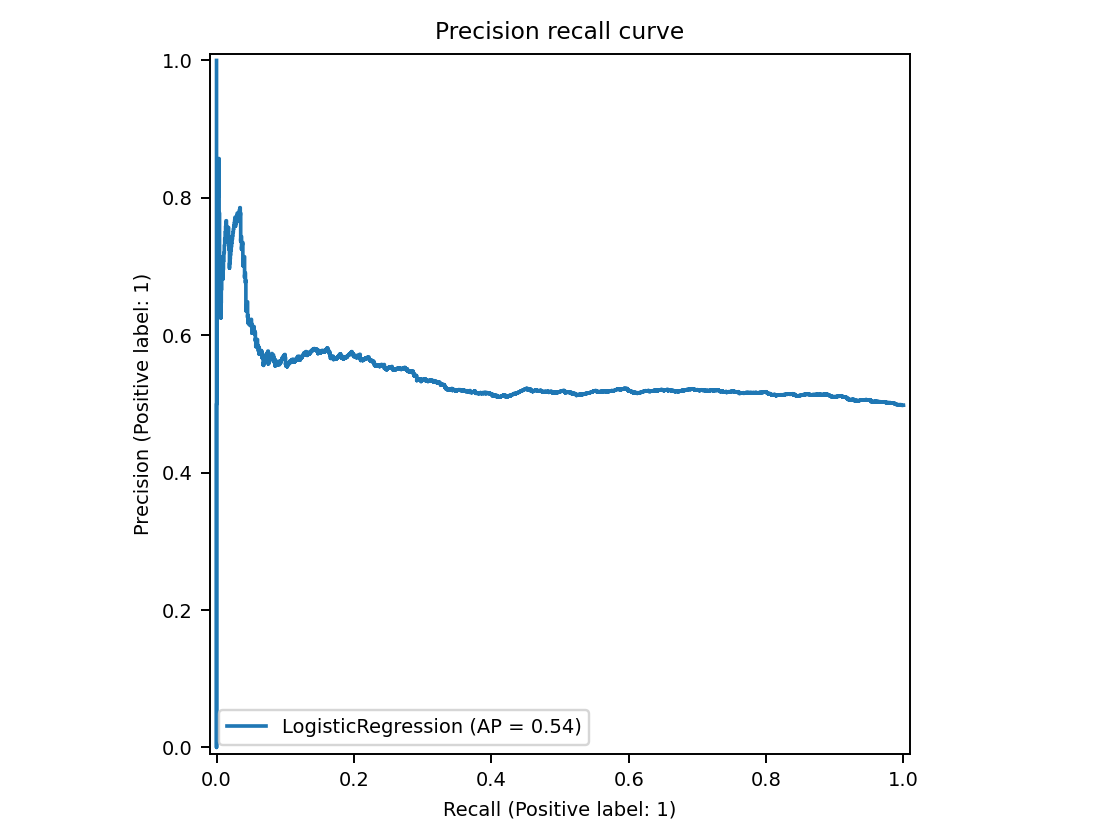 Precision recall curve
1.0
0.8
0.6
0.4
0.2
0.0
Precision (Positive label: 1)
LogisticRegression (AP = 0.54)
0.0 0.2 0.4 0.6 0.8 1.0
Recall (Positive label: 1)